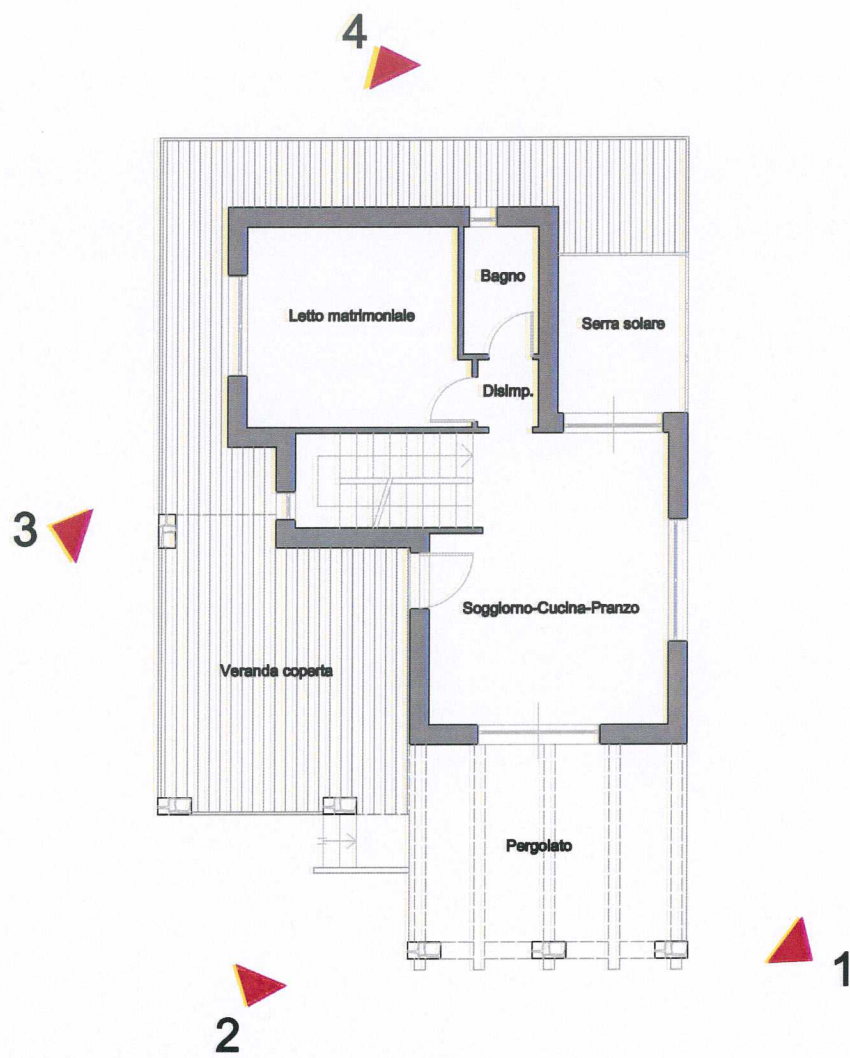 4
Bagno
Letto matrimoniale
Serra solare
Disimp.
3
Soggiorno-Cucina-Pranzo
Veranda coperta
Pergolato
1
2